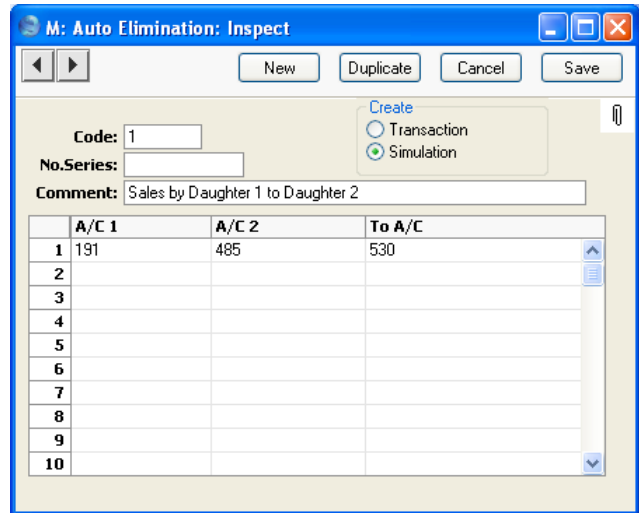 M: Auto Elimination: Inspect
New Duplicate Cancel Save
Create
Transaction
Simulation
Code: 1
No.Series:
Comment: Sales by Daughter 1 to Daughter 2
A/C 1 A/C 2 To A/C
1 191 485 530
2
3
4
5
6
7
8
9
10